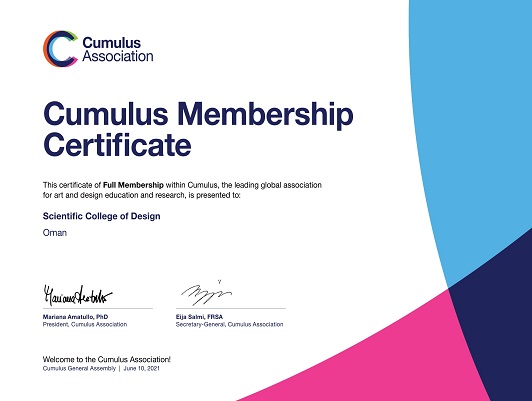 Cumulus
Association
Cumulus Membership
Certificate
This certificate of Full Membership within Cumulus, the leading global association
for art and design education and research, is presented to:
Scientific College of Design
Oman
Mariana Amatullo, PhD
President, Cumulus Association
Eija Salmi, FRSA
Secretary-General, Cumulus Association
Welcome to the Cumulus Association!
Cumulus General Assembly | June 10, 2021